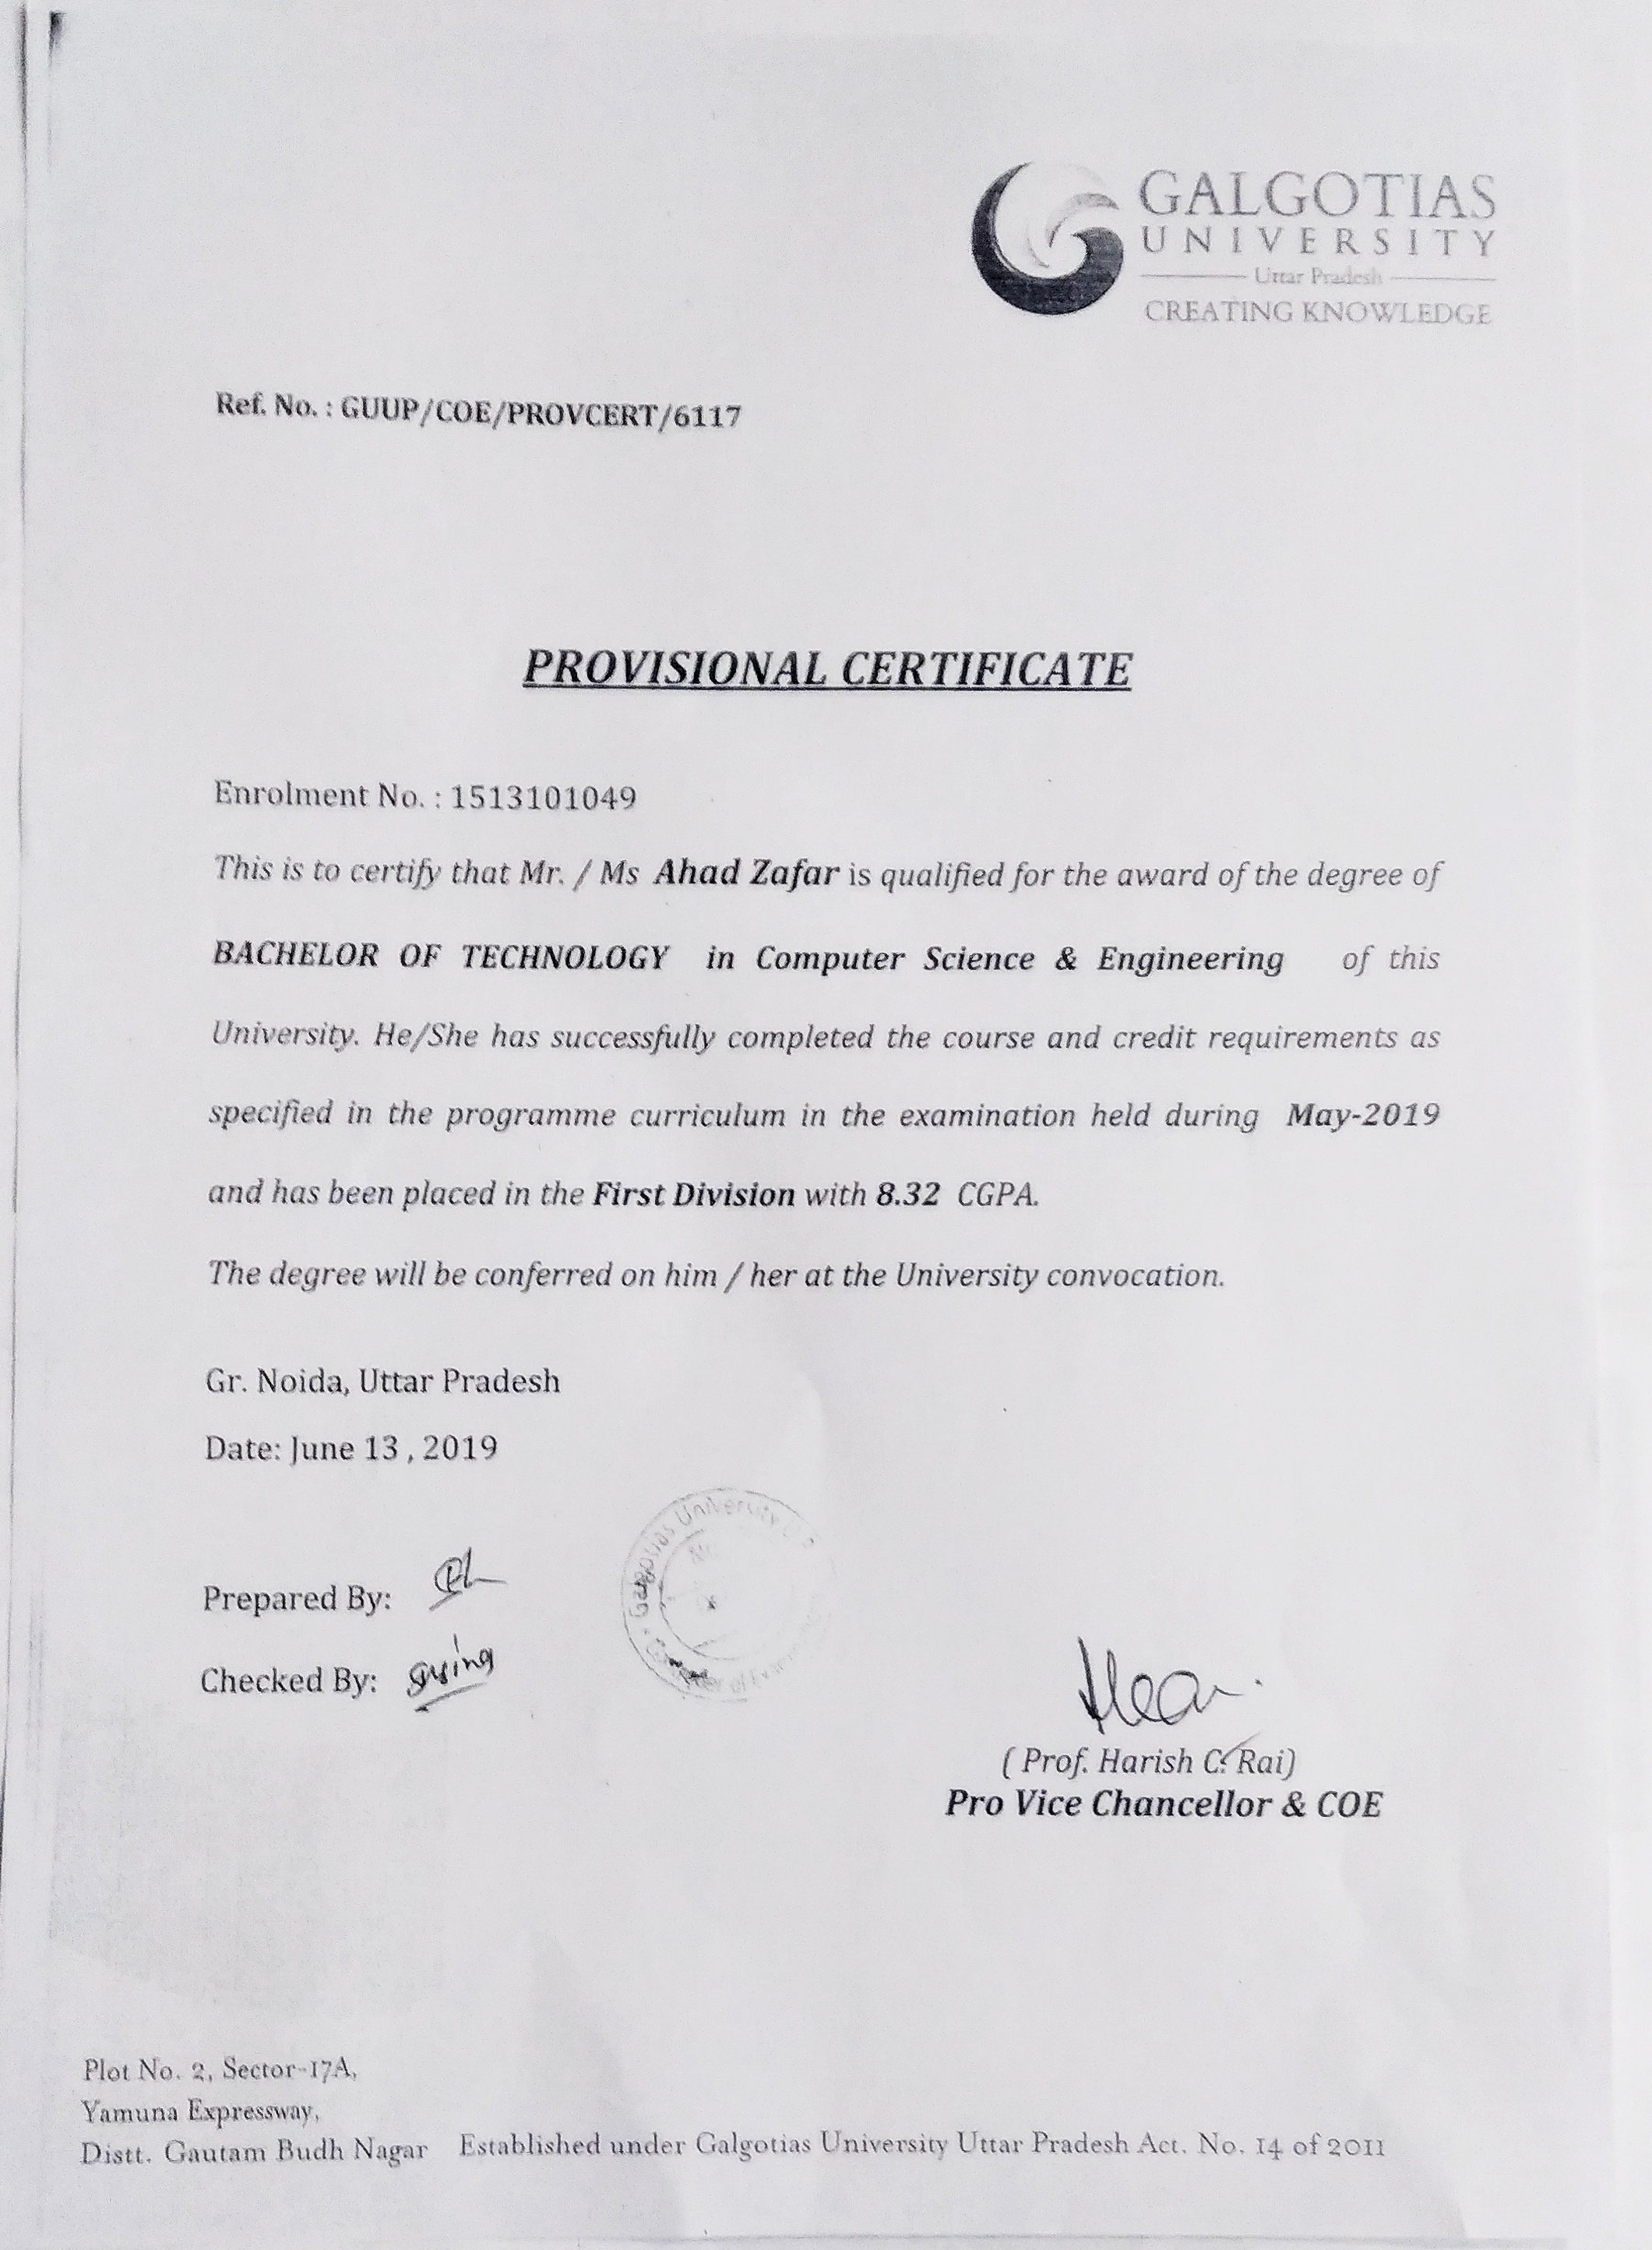 GALGOTIAS
UNIVERSITY
Uttar Pradesh
CREATING KNOWLEDGE
Ref. No. : GUUP/COE/PROVCERT/6117
PROVISIONAL CERTIFICATE
Enrolment No. : 1513101049
This is to certify that Mr. / Ms Ahad Zafar is qualified for the award of the degree of
BACHELOR OF TECHNOLOGY in Computer Science & Engineering of this
University. He/She has successfully completed the course and credit requirements as
specified in the programme curriculum in the examination held during May-2019
and has been placed in the First Division with 8.32 CGPA.
The degree will be conferred on him / her at the University convocation.
Gr. Noida, Uttar Pradesh
Date: June 13 , 2019
Galgotias University
Prepared By:
Checked By:
( Prof. Harish C. Rai)
Pro Vice Chancellor & COE
Plot No. 2, Sector-17A,
Yamuna Expressway,
Distt. Gautam Budh Nagar Established under Galgotias University Uttar Pradesh Act. No. 14 of 2011